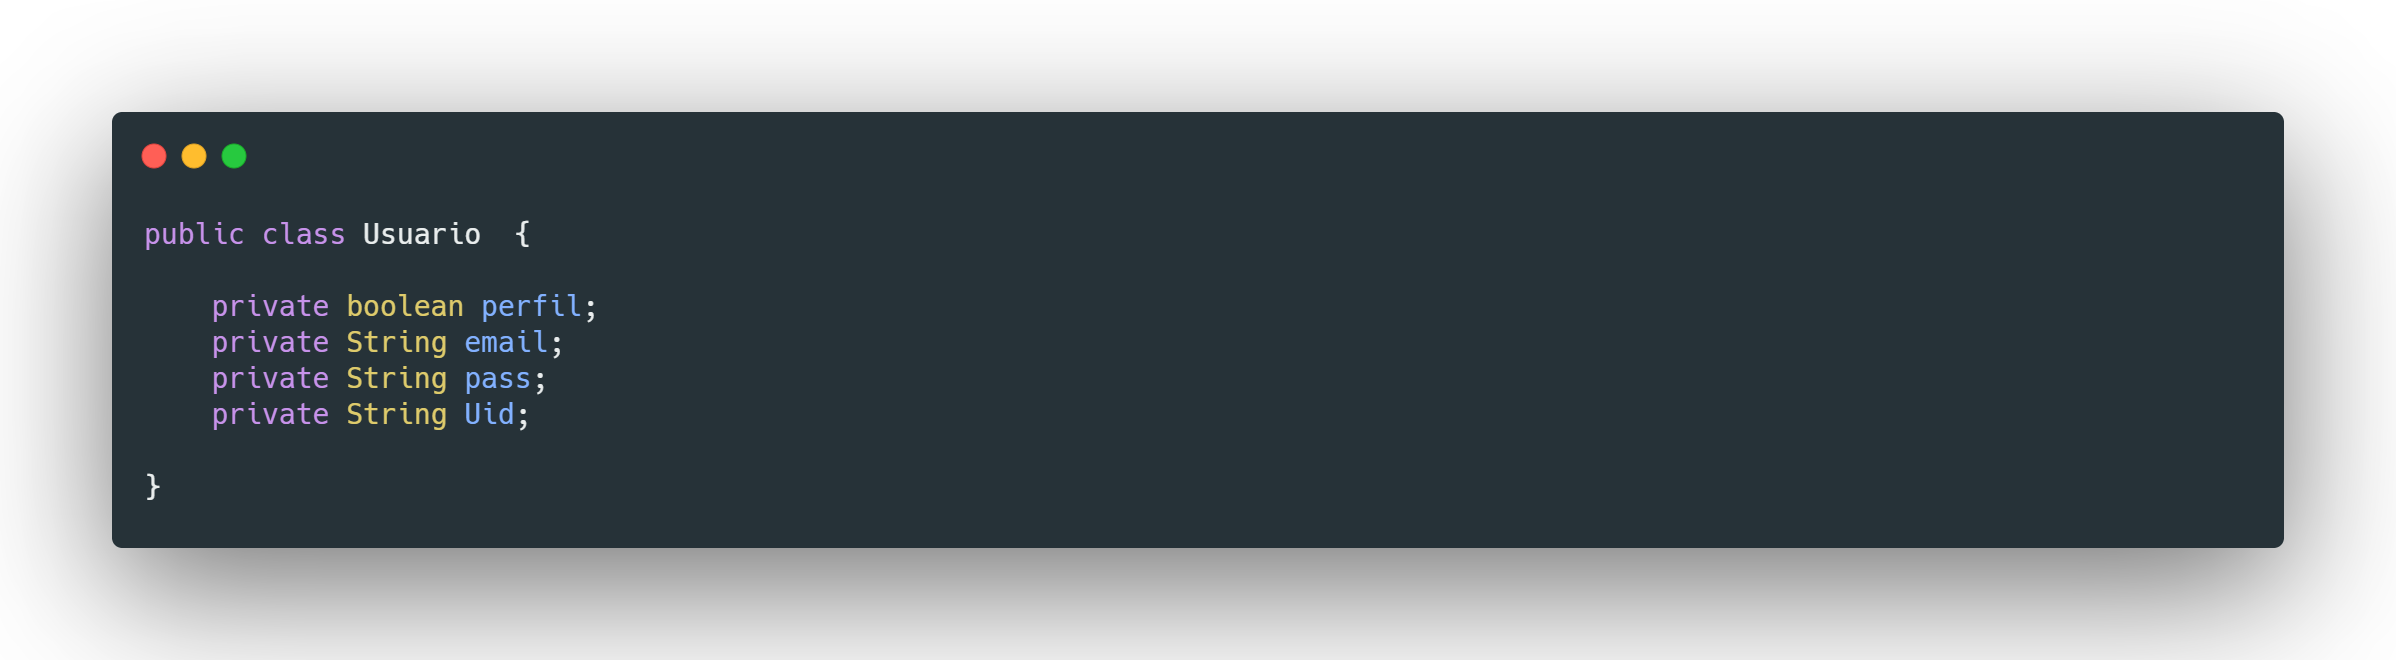 public class Usuario  {
    private boolean perfil;
    private String email;
    private String pass;
    private String Uid;
}